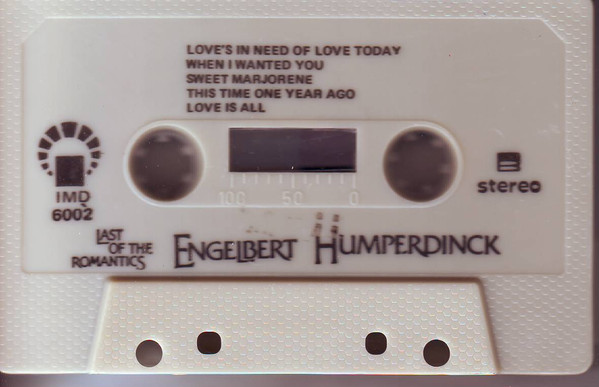 LOVE'S IN NEED OF LOVE TODAY
WHEN I WANTED YOU
SWEET MARJORENE
THIS TIME ONE YEAR AGO
LOVE IS ALL
IMD
6002
100 50 0
stereo
LAST
OF THE
ROMANTICS
ENGELBERT HUMPERDINCK